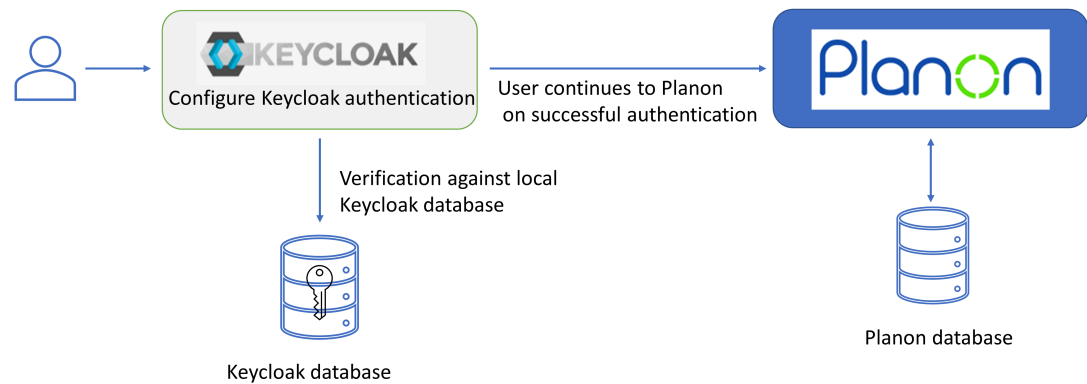 KEYCLOAK
Configure Keycloak authentication
User continues to Planon
on successful authentication
Planon
Verification against local
Keycloak database
Keycloak database
Planon database